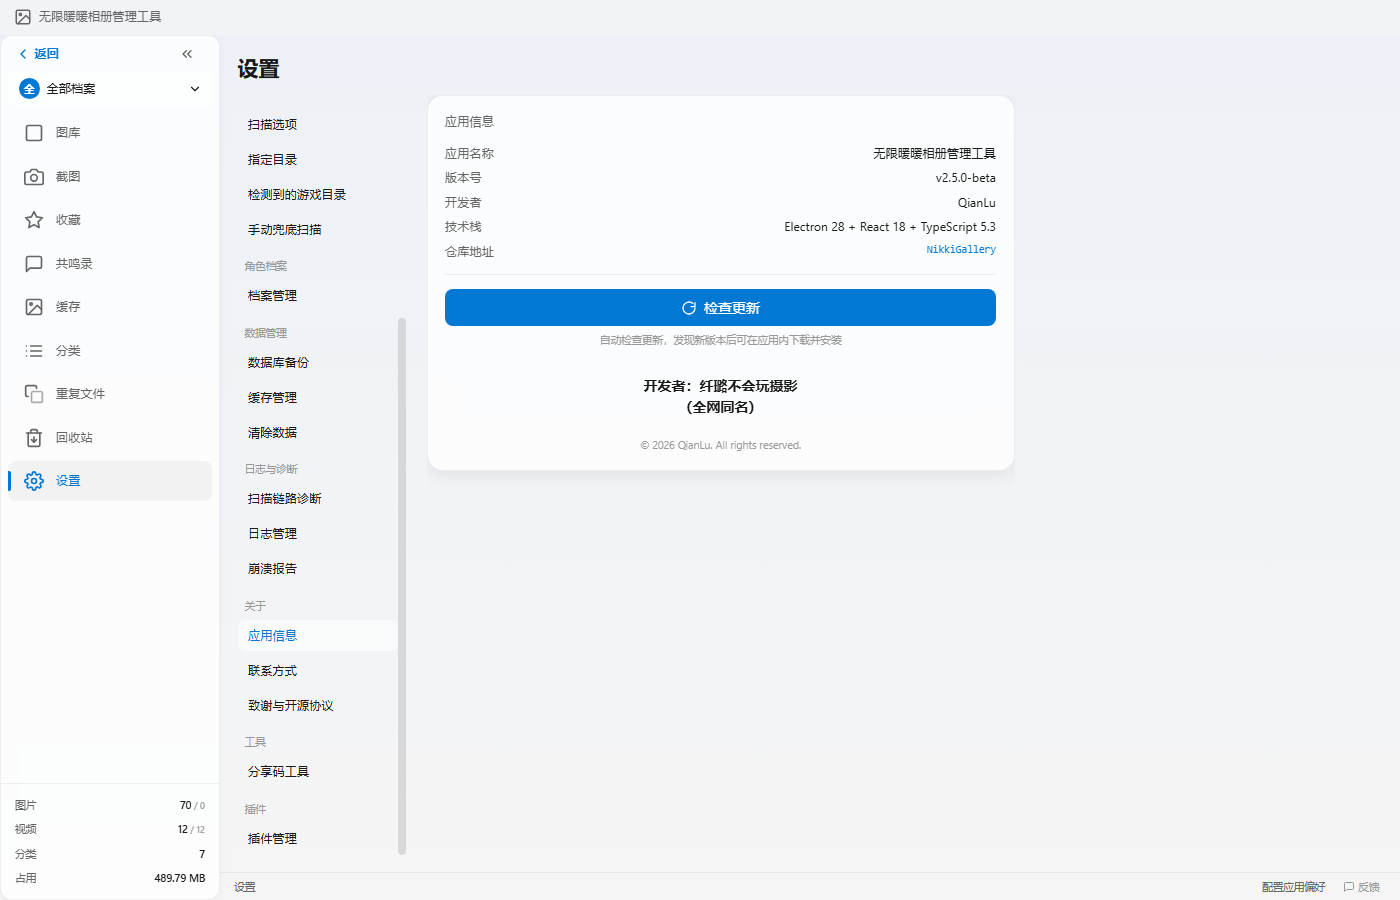 无限暖暖相册管理工具
返回
全 全部档案
图库
截图
收藏
共鸣录
缓存
分类
重复文件
回收站
设置
图片 70 / 0
视频 12 / 12
分类 7
占用 489.79 MB
设置
扫描选项
指定目录
检测到的游戏目录
手动兜底扫描
角色档案
档案管理
数据管理
数据库备份
缓存管理
清除数据
日志与诊断
扫描链路诊断
日志管理
崩溃报告
关于
应用信息
联系方式
致谢与开源协议
工具
分享码工具
插件
插件管理
应用信息
应用名称 无限暖暖相册管理工具
版本号 v2.5.0-beta
开发者 QianLu
技术栈 Electron 28 + React 18 + TypeScript 5.3
仓库地址 NikkiGallery
检查更新
自动检查更新，发现新版本后可在应用内下载并安装
开发者：纤璐不会玩摄影
（全网同名）
© 2026 QianLu. All rights reserved.
设置
配置应用偏好 反馈